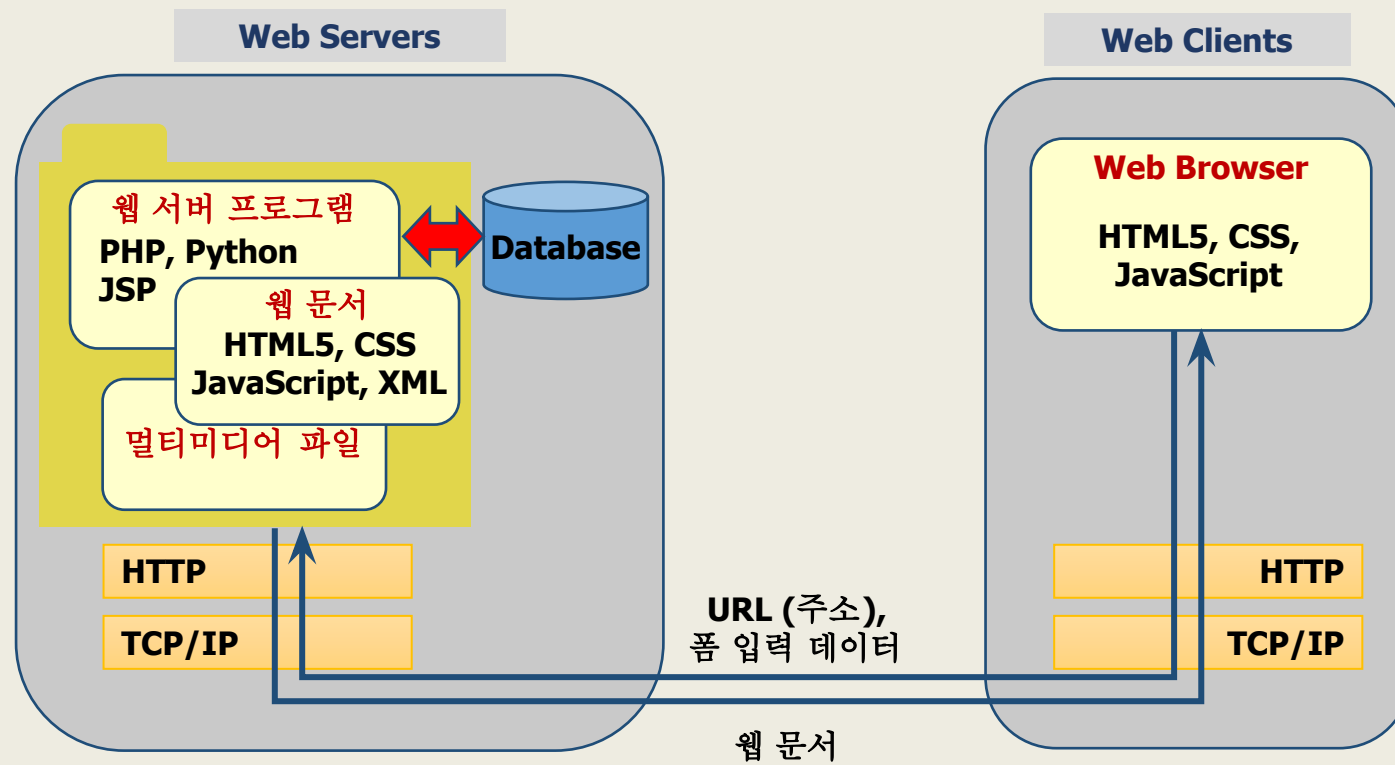 Web Servers
웹 서버 프로그램
PHP, Python
JSP
Database
웹 문서
HTML5, CSS
JavaScript, XML
멀티미디어 파일
HTTP
TCP/IP
URL (주소),
폼 입력 데이터
웹 문서
Web Clients
Web Browser
HTML5, CSS,
JavaScript
HTTP
TCP/IP